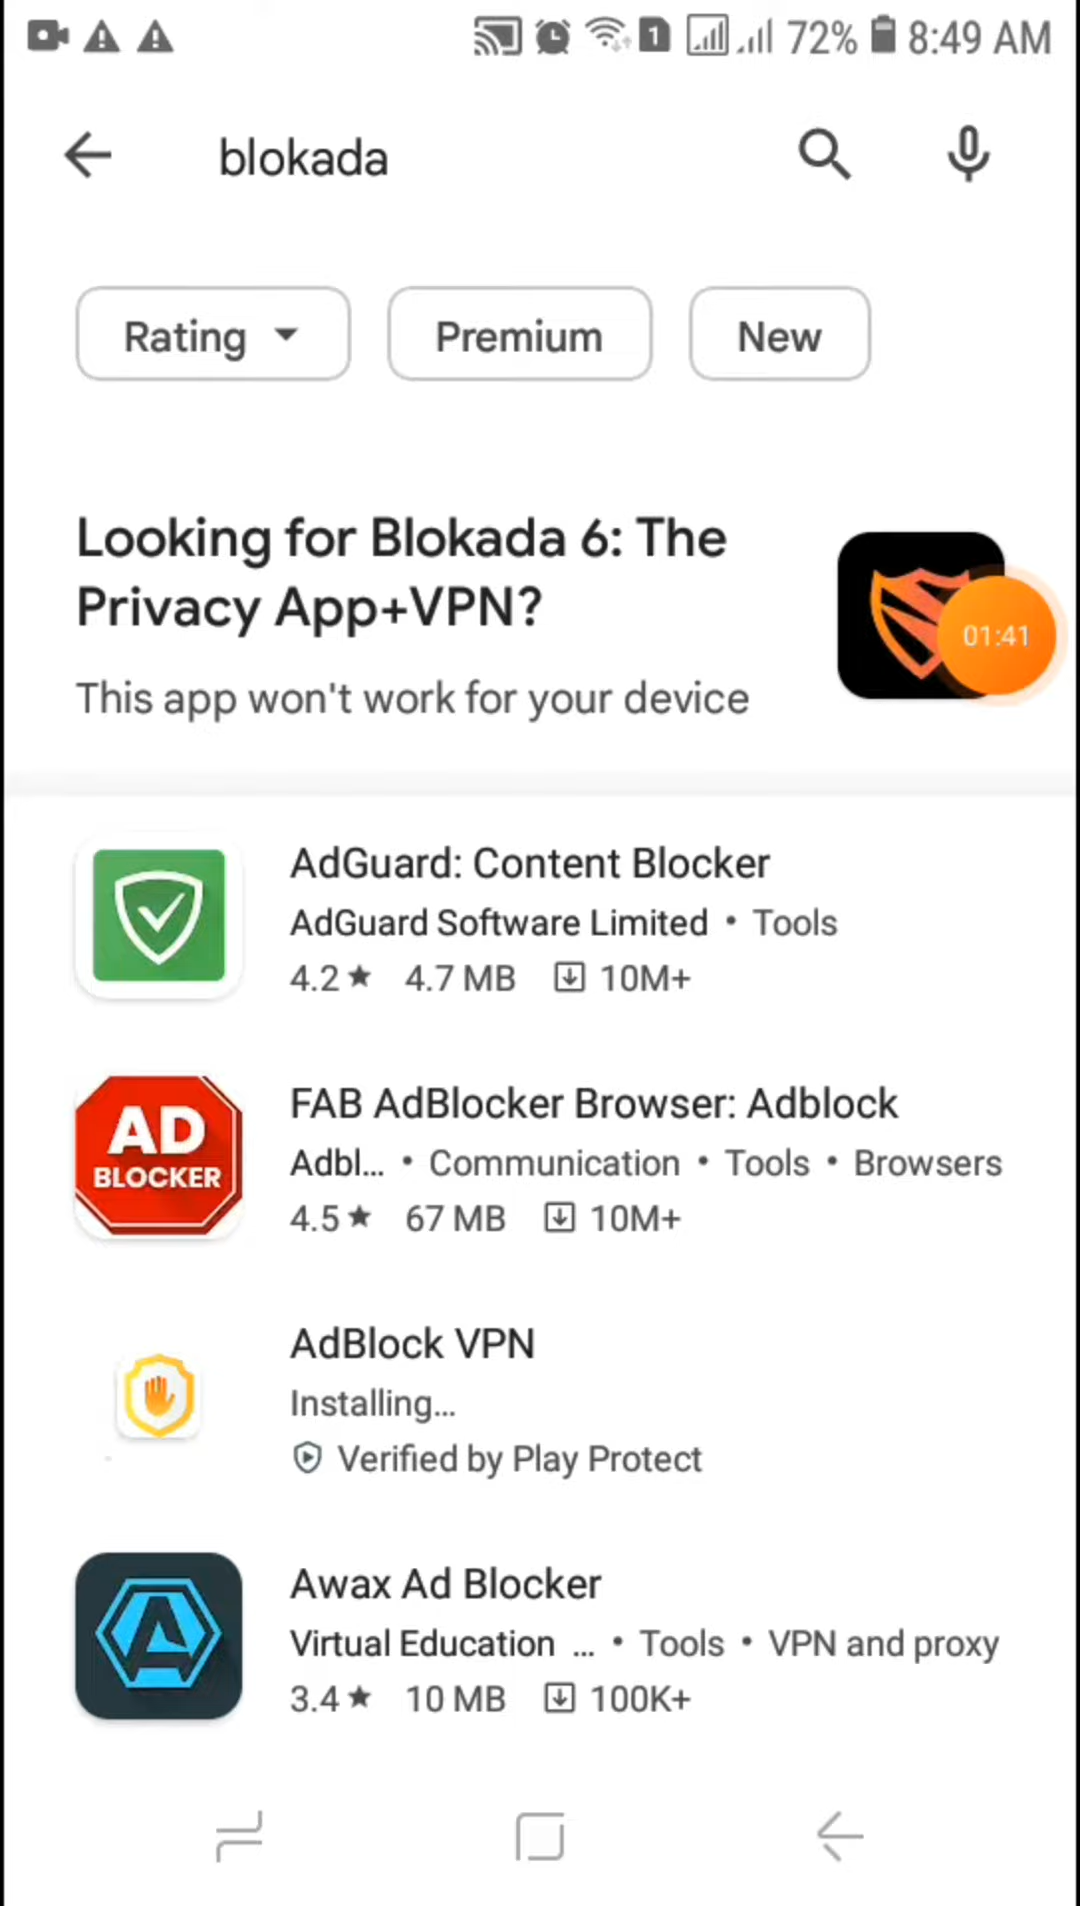 1 72% 8:49 AM
blokada
Rating Premium New
Looking for Blokada 6: The
Privacy App+VPN?
This app won't work for your device
01:41
AdGuard: Content Blocker
AdGuard Software Limited • Tools
4.2★ 4.7 MB 10M+
AD
BLOCKER
FAB AdBlocker Browser: Adblock
Adbl... • Communication • Tools • Browsers
4.5★ 67 MB 10M+
AdBlock VPN
Installing...
Verified by Play Protect
Awax Ad Blocker
Virtual Education ... • Tools • VPN and proxy
3.4★ 10 MB 100K+